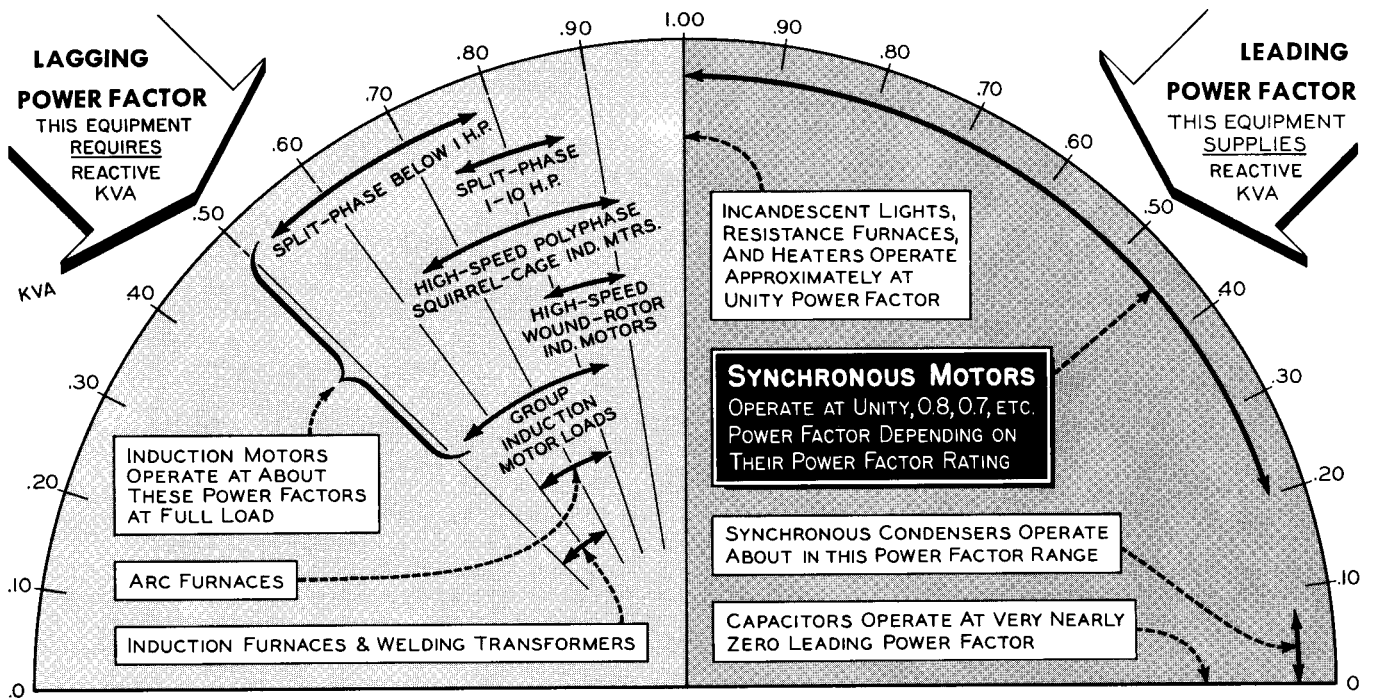 LAGGING
POWER FACTOR
THIS EQUIPMENT
REQUIRES
REACTIVE
KVA
KVA
.0
.10
.20
.30
.40
.50
.60
.70
.80
.90
1.00
.90
.80
.70
.60
.50
.40
.30
.20
.10
0
LEADING
POWER FACTOR
THIS EQUIPMENT
SUPPLIES
REACTIVE
KVA
SPLIT-PHASE BELOW 1 H.P.
SPLIT-PHASE
1-10 H.P.
HIGH-SPEED POLYPHASE
SQUIRREL-CAGE IND. MTRS.
HIGH-SPEED
WOUND-ROTOR
IND. MOTORS
GROUP
INDUCTION
MOTOR LOADS
INDUCTION MOTORS
OPERATE AT ABOUT
THESE POWER FACTORS
AT FULL LOAD
ARC FURNACES
INDUCTION FURNACES & WELDING TRANSFORMERS
INCANDESCENT LIGHTS,
RESISTANCE FURNACES,
AND HEATERS OPERATE
APPROXIMATELY AT
UNITY POWER FACTOR
SYNCHRONOUS MOTORS
OPERATE AT UNITY, 0.8, 0.7, ETC.
POWER FACTOR DEPENDING ON
THEIR POWER FACTOR RATING
SYNCHRONOUS CONDENSERS OPERATE
ABOUT IN THIS POWER FACTOR RANGE
CAPACITORS OPERATE AT VERY NEARLY
ZERO LEADING POWER FACTOR